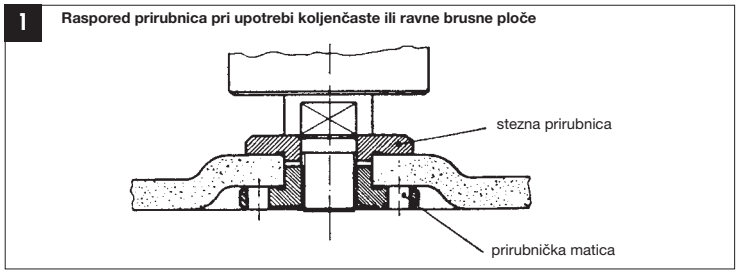 1
Raspored prirubnica pri upotrebi koljenčaste ili ravne brusne ploče
stezna prirubnica
prirubnička matica